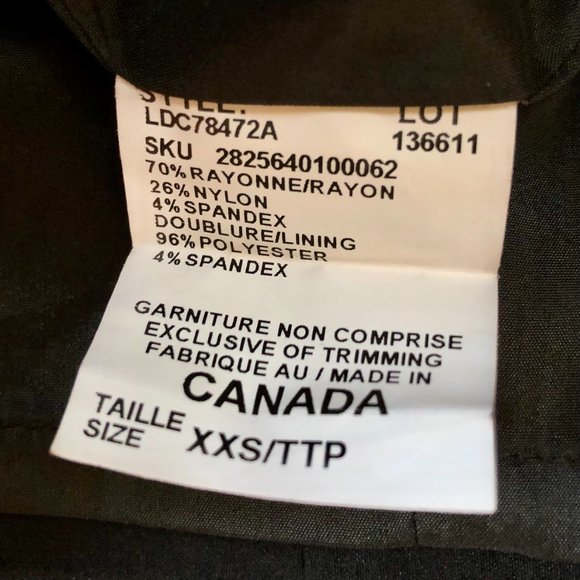 STYLE: LOT
LDC78472A 136611
SKU 2825640100062
70% RAYONNE/RAYON
26% NYLON
4% SPANDEX
DOUBLURE/LINING
96% POLYESTER
4% SPANDEX
GARNITURE NON COMPRISE
EXCLUSIVE OF TRIMMING
FABRIQUE AU / MADE IN
CANADA
TAILLE
SIZE XXS/TTP